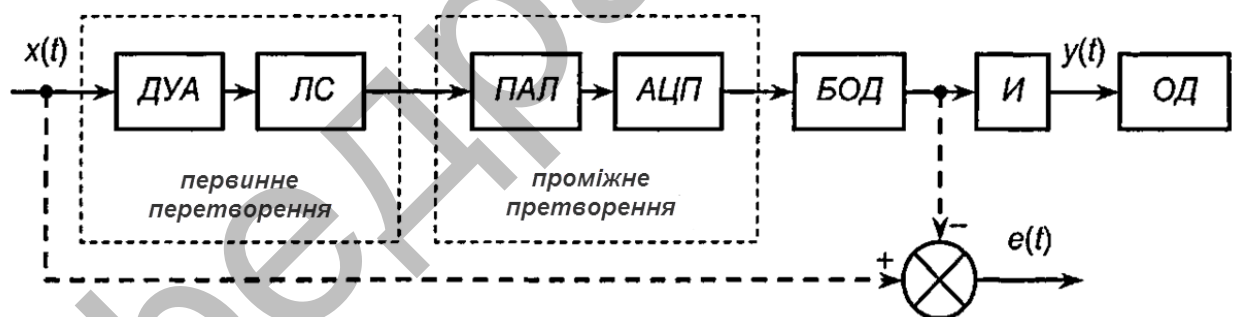 x(t)
ДУА
ЛС
ПАЛ
АЦП
БОД
И
y(t)
ОД
первинне
перетворення
проміжне
претворення
−
+
e(t)